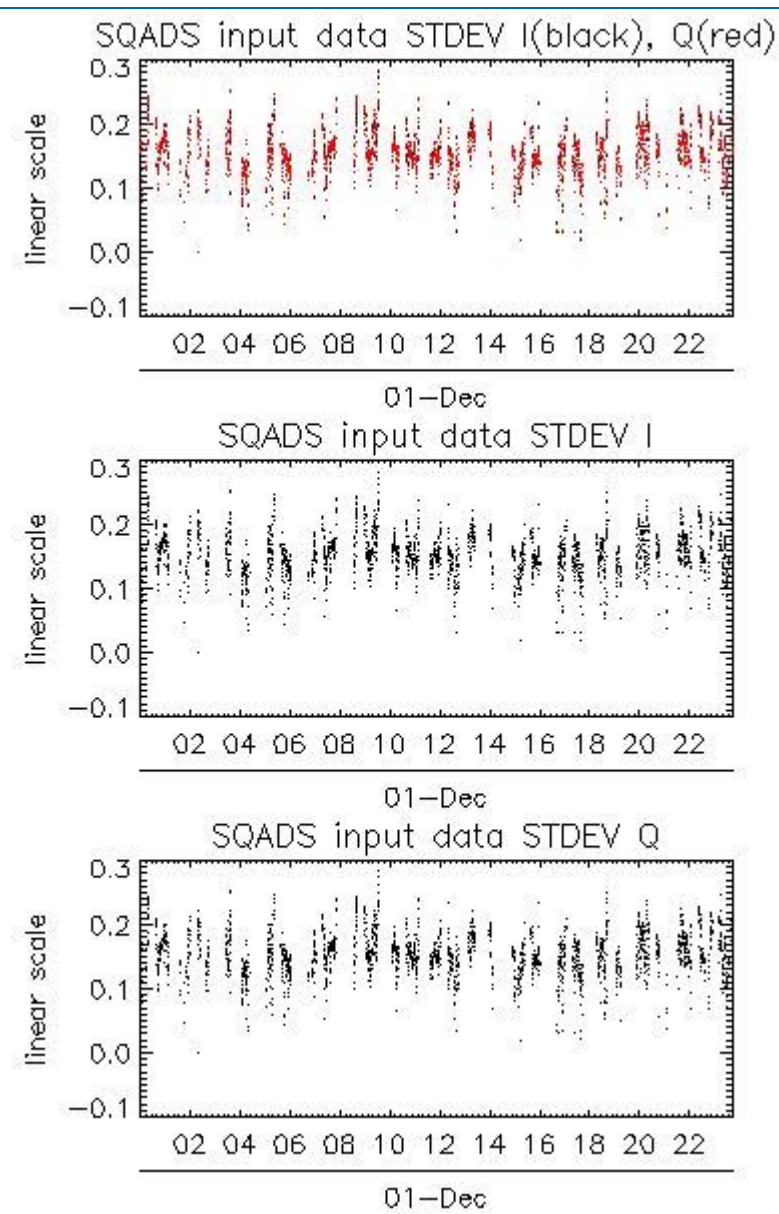 SQADS input data STDEV I(black), Q(red)
0.3
0.2
0.1
0.0
−0.1
linear scale
02 04 06 08 10 12 14 16 18 20 22
01−Dec
SQADS input data STDEV I
0.3
0.2
0.1
0.0
−0.1
linear scale
02 04 06 08 10 12 14 16 18 20 22
01−Dec
SQADS input data STDEV Q
0.3
0.2
0.1
0.0
−0.1
linear scale
02 04 06 08 10 12 14 16 18 20 22
01−Dec